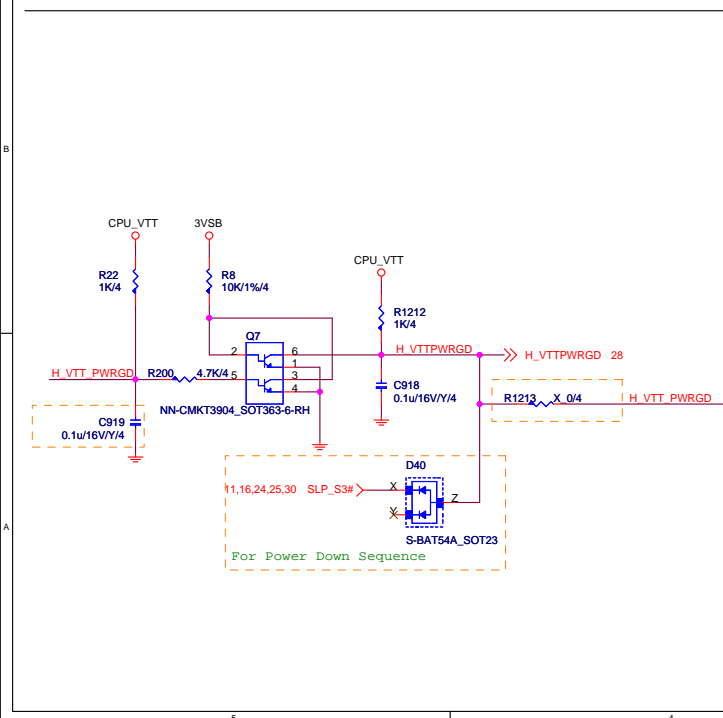 B
CPU_VTT
3VSB
CPU_VTT
R22
1K/4
R8
10K/1%/4
R1212
1K/4
Q7
2
6
1
5
3
4
H_VTT_PWRGD
R200
4.7K/4
NN-CMKT3904_SOT363-6-RH
H_VTTPWRGD
H_VTTPWRGD 28
C919
0.1u/16V/Y/4
C918
0.1u/16V/Y/4
R1213
X_0/4
H_VTT_PWRGD
D40
11,16,24,25,30 SLP_S3#
X
Y
Z
S-BAT54A_SOT23
For Power Down Sequence
A
5
4